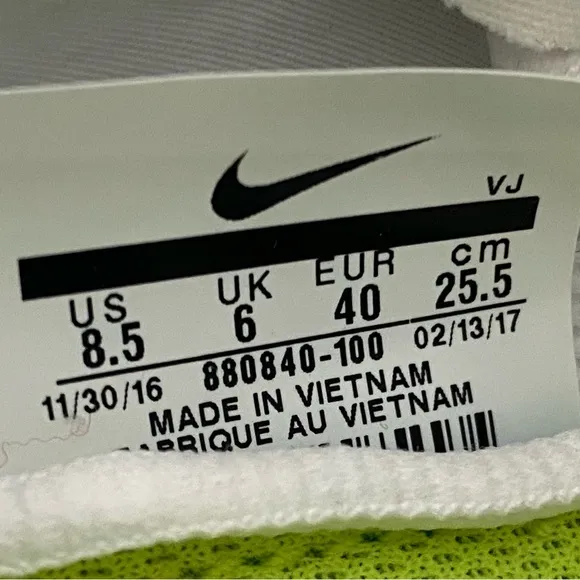 VJ
US UK EUR cm
8.5 6 40 25.5
11/30/16 880840-100 02/13/17
MADE IN VIETNAM
FABRIQUE AU VIETNAM